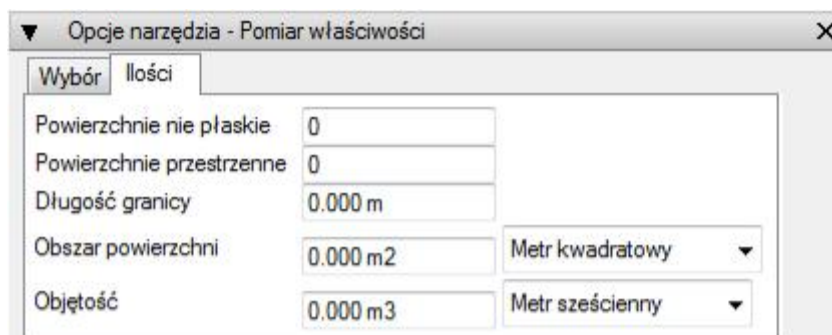 Opcje narzędzia - Pomiar właściwości
Wybór Ilości
Powierzchnie nie płaskie 0
Powierzchnie przestrzenne 0
Długość granicy 0.000 m
Obszar powierzchni 0.000 m2 Metr kwadratowy
Objętość 0.000 m3 Metr sześcienny